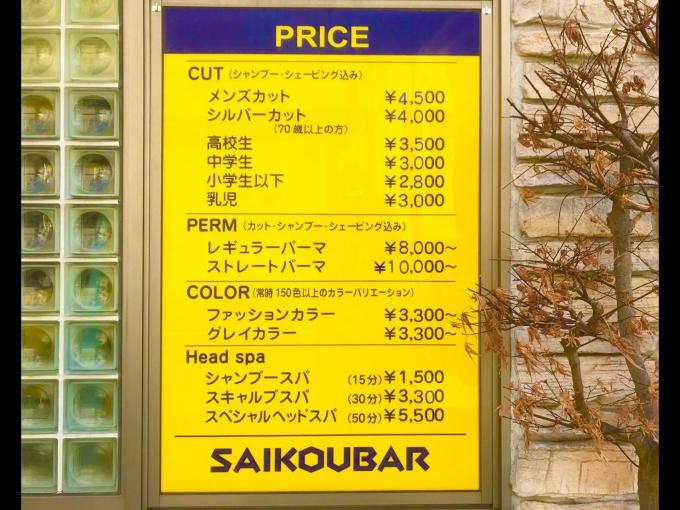 PRICE
CUT (シャンプー・シェービング込み)
メンズカット ¥4,500
シルバーカット ¥4,000
(70歳以上の方)
高校生 ¥3,500
中学生 ¥3,000
小学生以下 ¥2,800
乳児 ¥3,000
PERM (カット・シャンプー・シェービング込み)
レギュラーパーマ ¥8,000~
ストレートパーマ ¥10,000~
COLOR (常時150色以上のカラーバリエーション)
ファッションカラー ¥3,300~
グレイカラー ¥3,300~
Head spa
シャンプースパ (15分) ¥1,500
スキャルプスパ (30分) ¥3,300
スペシャルヘッドスパ (50分) ¥5,500
SAIKOUBAR